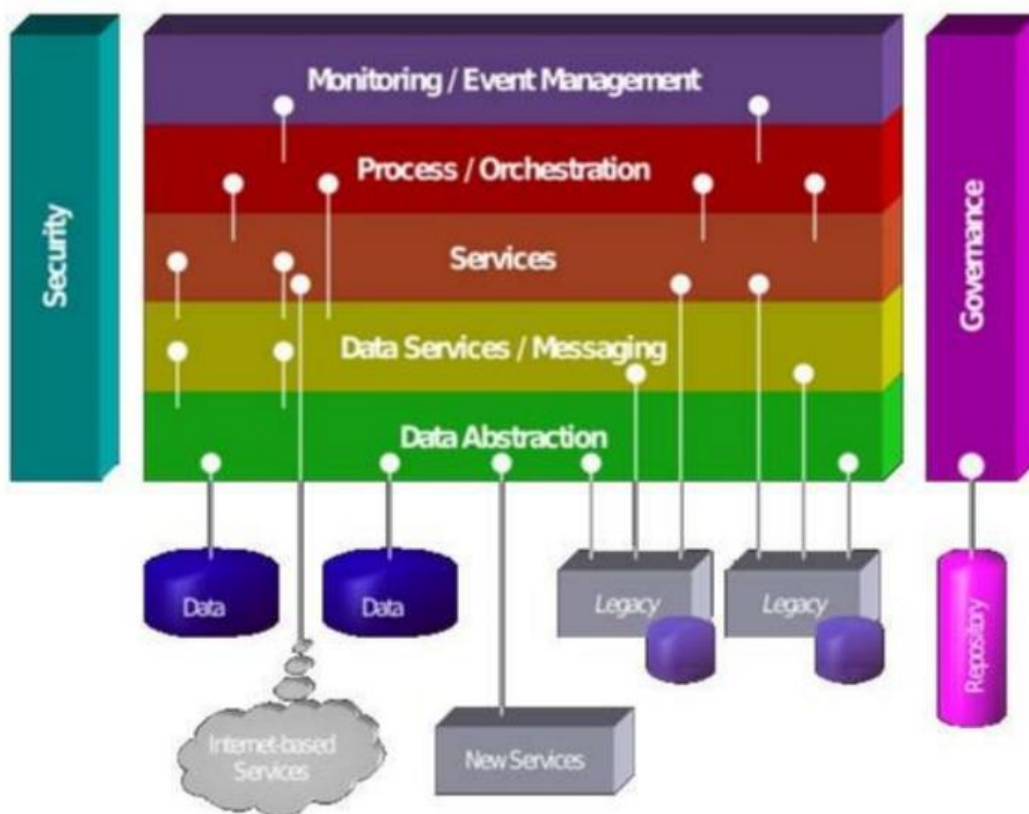 Monitoring / Event Management
Process / Orchestration
Services
Data Services / Messaging
Data Abstraction
Security
Governance
Data
Data
Legacy
Legacy
Repository
Internet-based
Services
New Services